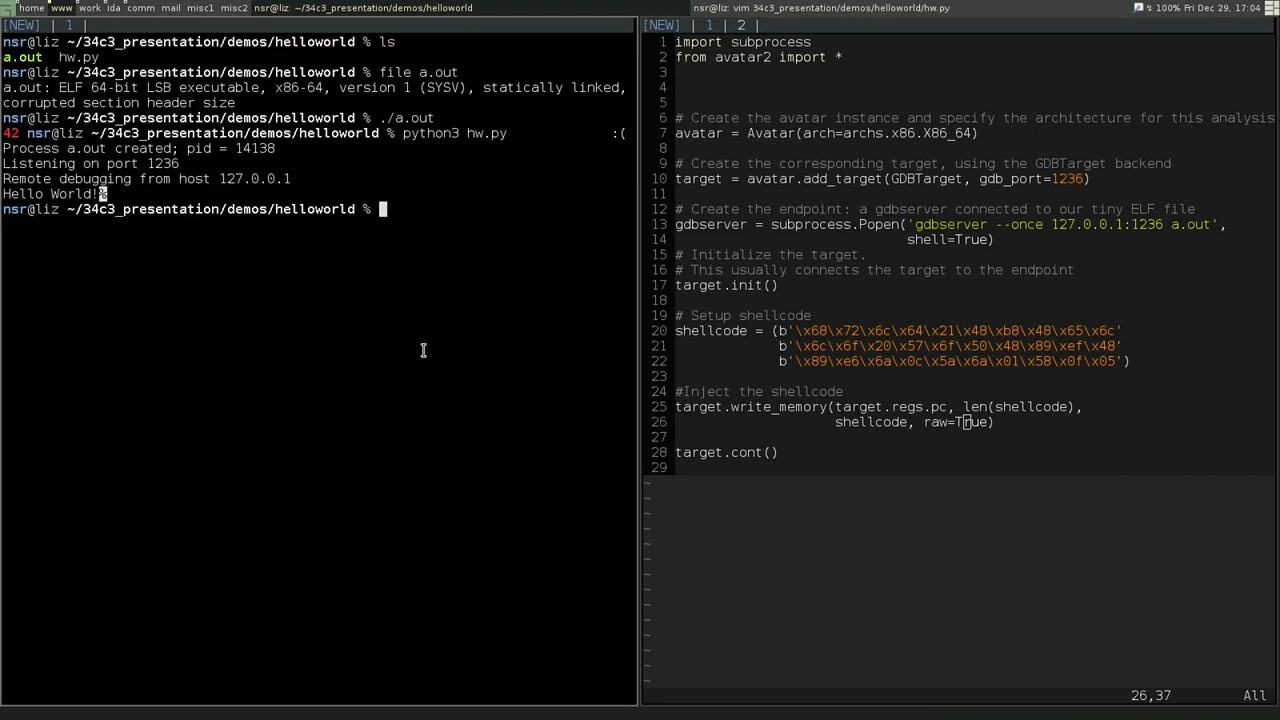 home www work ida comm mail misc1 misc2 nsr@liz: ~/34c3_presentation/demos/helloworld nsr@liz: vim ~/34c3_presentation/demos/helloworld/hw.py 100% Fri Dec 29, 17:04
[NEW] | 1 |
nsr@liz ~/34c3_presentation/demos/helloworld % ls
a.out  hw.py
nsr@liz ~/34c3_presentation/demos/helloworld % file a.out
a.out: ELF 64-bit LSB executable, x86-64, version 1 (SYSV), statically linked,
corrupted section header size
nsr@liz ~/34c3_presentation/demos/helloworld % ./a.out
42 nsr@liz ~/34c3_presentation/demos/helloworld % python3 hw.py :(
Process a.out created; pid = 14138
Listening on port 1236
Remote debugging from host 127.0.0.1
Hello World!%
nsr@liz ~/34c3_presentation/demos/helloworld %
[NEW] | 1 | 2 |
1 import subprocess
2 from avatar2 import *
3
4
5
6 # Create the avatar instance and specify the architecture for this analysis
7 avatar = Avatar(arch=archs.x86.X86_64)
8
9 # Create the corresponding target, using the GDBTarget backend
10 target = avatar.add_target(GDBTarget, gdb_port=1236)
11
12 # Create the endpoint: a gdbserver connected to our tiny ELF file
13 gdbserver = subprocess.Popen('gdbserver --once 127.0.0.1:1236 a.out',
14 shell=True)
15 # Initialize the target.
16 # This usually connects the target to the endpoint
17 target.init()
18
19 # Setup shellcode
20 shellcode = (b'\x68\x72\x6c\x64\x21\x48\xb8\x48\x65\x6c'
21 b'\x6c\x6f\x20\x57\x6f\x50\x48\x89\xef\x48'
22 b'\x89\xe6\x6a\x0c\x5a\x6a\x01\x58\x0f\x05')
23
24 #Inject the shellcode
25 target.write_memory(target.regs.pc, len(shellcode),
26 shellcode, raw=True)
27
28 target.cont()
29
~
~
~
~
~
~
~
~
~
~
~
~
~
~
26,37 All